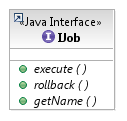 «Java Interface»
I IJob
execute ( )
rollback ( )
getName ( )